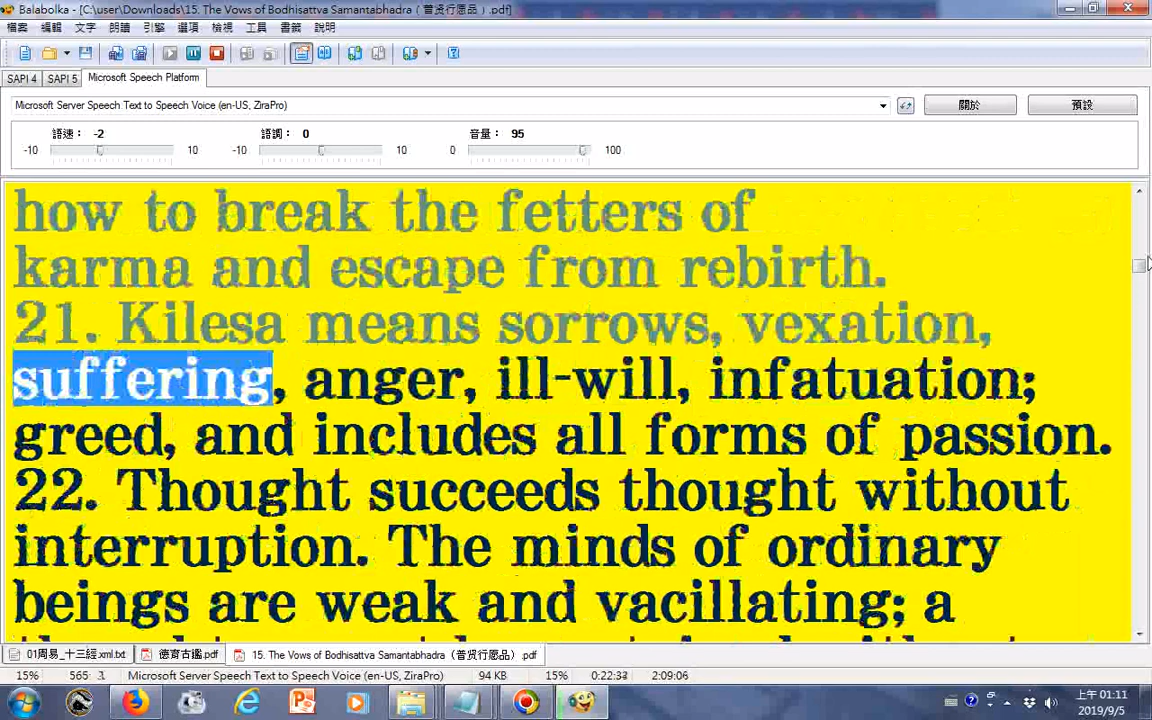 Balabolka - [C:\user\Downloads\15. The Vows of Bodhisattva Samantabhadra (普贤行愿品).pdf]
檔案 編輯 文字 朗讀 引擎 選項 檢視 工具 書籤 說明
SAPI 4 SAPI 5 Microsoft Speech Platform
Microsoft Server Speech Text to Speech Voice (en-US, ZiraPro) 關於 預設
語速： -2 語調： 0 音量： 95
-10 10 -10 10 0 100
how to break the fetters of
karma and escape from rebirth.
21. Kilesa means sorrows, vexation,
suffering, anger, ill-will, infatuation;
greed, and includes all forms of passion.
22. Thought succeeds thought without
interruption. The minds of ordinary
beings are weak and vacillating; a
01周易_十三經.xml.txt 德育古鑑.pdf 15. The Vows of Bodhisattva Samantabhadra (普贤行愿品) .pdf
15% Microsoft Server Speech Text to Speech Voice (en-US, ZiraPro) 94 KB 15% 2:09:06
上午 01:11
2019/9/5